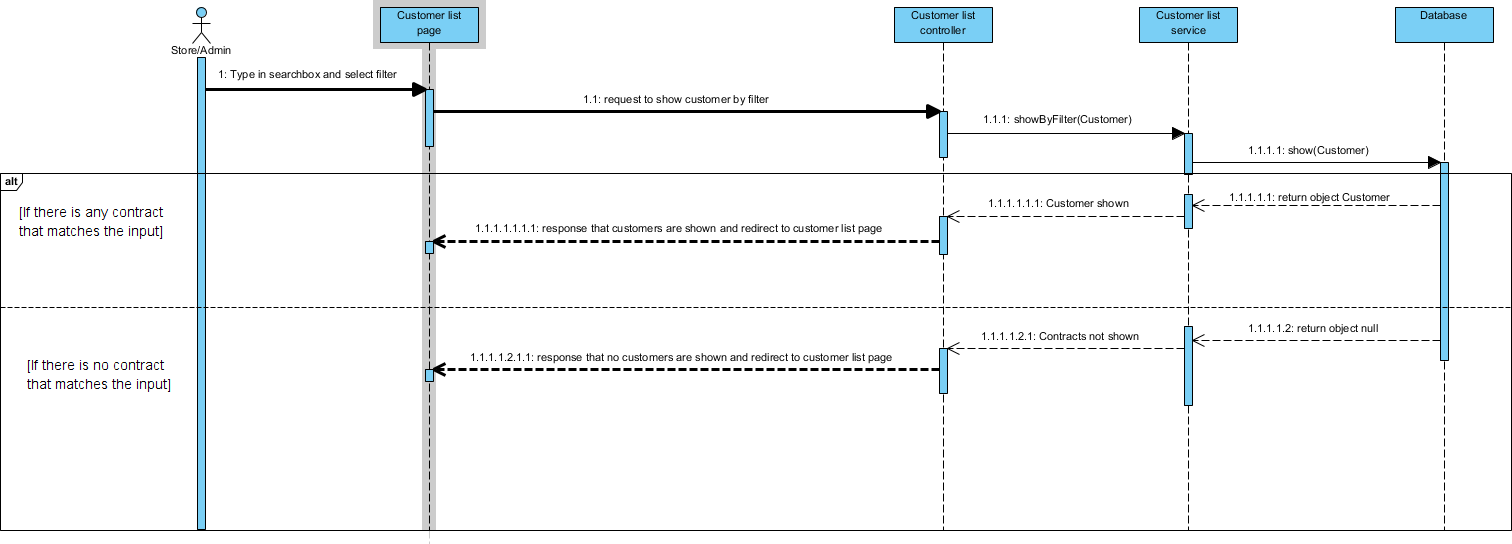 Customer list
page
Customer list
controller
Customer list
service
Database
Store/Admin
1: Type in searchbox and select filter
1.1: request to show customer by filter
1.1.1: showByFilter(Customer)
1.1.1.1: show(Customer)
alt
[If there is any contract
that matches the input]
1.1.1.1.1: return object Customer
1.1.1.1.1.1: Customer shown
1.1.1.1.1.1.1: response that customers are shown and redirect to customer list page
[If there is no contract
that matches the input]
1.1.1.1.2: return object null
1.1.1.1.2.1: Contracts not shown
1.1.1.1.2.1.1: response that no customers are shown and redirect to customer list page